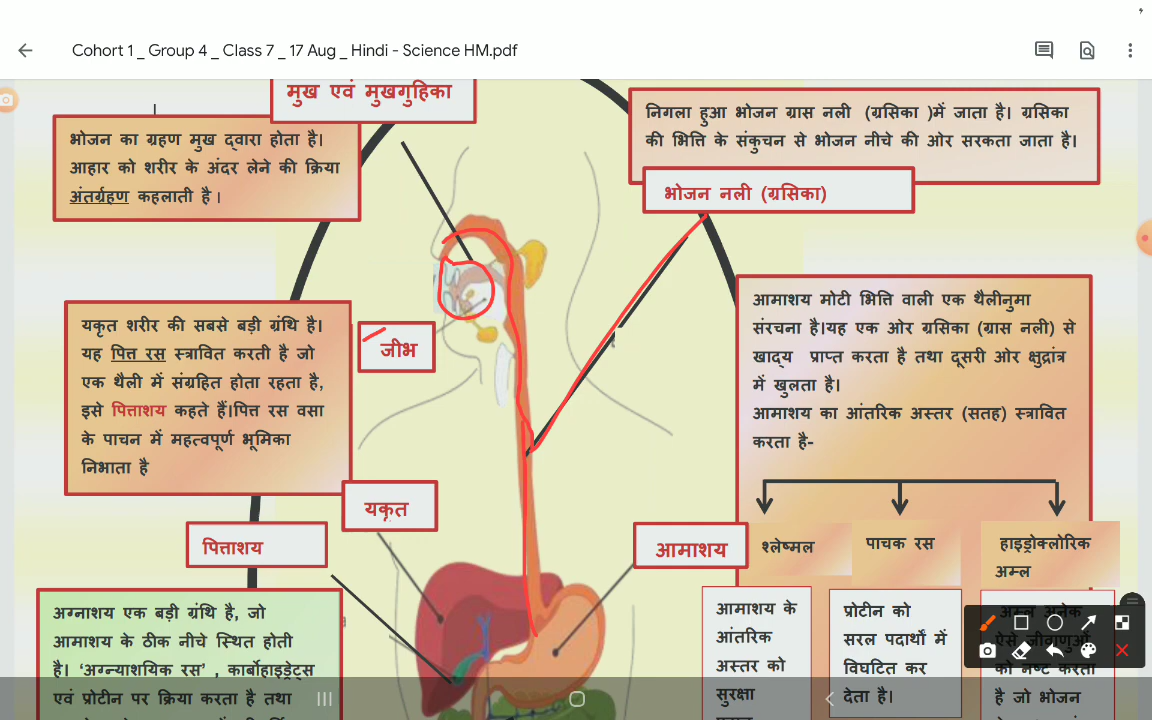 Cohort 1 _ Group 4 _ Class 7 _ 17 Aug _ Hindi - Science HM.pdf
मुख एवं मुखगुहिका
भोजन का ग्रहण मुख द्वारा होता है।
आहार को शरीर के अंदर लेने की क्रिया
अंतर्ग्रहण कहलाती है ।
निगला हुआ भोजन ग्रास नली (ग्रसिका )में जाता है। ग्रसिका
की भित्ति के संकुचन से भोजन नीचे की ओर सरकता जाता है।
भोजन नली (ग्रसिका)
यकृत शरीर की सबसे बड़ी ग्रंथि है।
यह पित्त रस स्त्रावित करती है जो
एक थैली में संग्रहित होता रहता है,
इसे पित्ताशय कहते हैं।पित्त रस वसा
के पाचन में महत्वपूर्ण भूमिका
निभाता है
जीभ
आमाशय मोटी भित्ति वाली एक थैलीनुमा
संरचना है।यह एक ओर ग्रसिका (ग्रास नली) से
खाद्य प्राप्त करता है तथा दूसरी ओर क्षुद्रांत्र
में खुलता है।
आमाशय का आंतरिक अस्तर (सतह) स्त्रावित
करता है-
यकृत
पित्ताशय
आमाशय
श्लेष्मल
पाचक रस
हाइड्रोक्लोरिक
अम्ल
अग्नाशय एक बड़ी ग्रंथि है, जो
आमाशय के ठीक नीचे स्थित होती
है। ‘अग्न्याशयिक रस’ , कार्बोहाइड्रेट्स
एवं प्रोटीन पर क्रिया करता है तथा
आमाशय के
आंतरिक
अस्तर को
सुरक्षा
प्रोटीन को
सरल पदार्थों में
विघटित कर
देता है।
अम्ल अनेक
ऐसे जीवाणुओं
को नष्ट करता
है जो भोजन